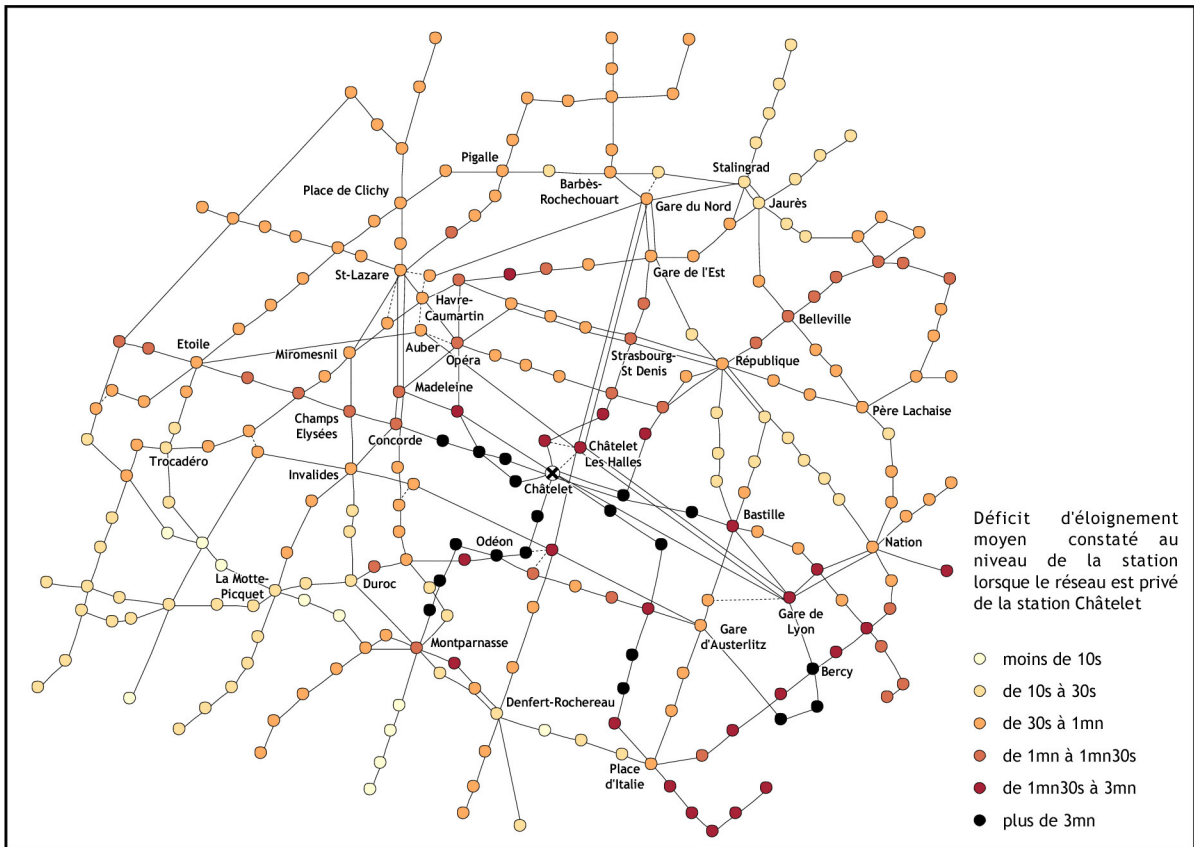 Pigalle
Stalingrad
Place de Clichy
Barbès-
Rochechouart
Gare du Nord
Jaurès
St-Lazare
Gare de l'Est
Havre-
Caumartin
Belleville
Etoile
Miromesnil
Auber
Opéra
Strasbourg-
St Denis
République
Madeleine
Champs
Elysées
Concorde
Père Lachaise
Trocadéro
Invalides
Châtelet
Les Halles
Châtelet
Bastille
Odéon
Nation
La Motte-
Picquet
Duroc
Gare de
Lyon
Gare
d'Austerlitz
Montparnasse
Bercy
Denfert-Rochereau
Place
d'Italie
Déficit d'éloignement
moyen constaté au
niveau de la station
lorsque le réseau est privé
de la station Châtelet
moins de 10s
de 10s à 30s
de 30s à 1mn
de 1mn à 1mn30s
de 1mn30s à 3mn
plus de 3mn